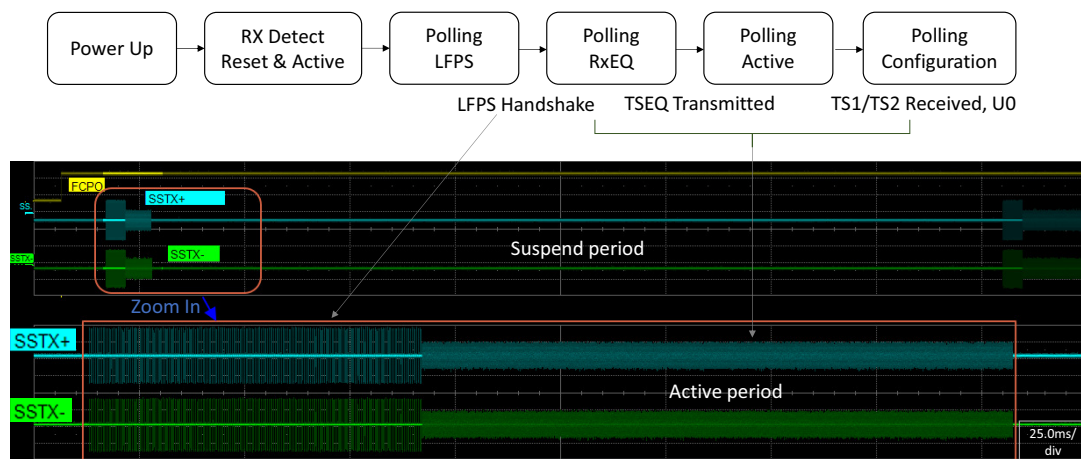 Power Up
RX Detect
Reset & Active
Polling
LFPS
Polling
RxEQ
Polling
Active
Polling
Configuration
LFPS Handshake
TSEQ Transmitted
TS1/TS2 Received, U0
FCPO
SSTX+
SSTX-
SSTX-
Suspend period
Zoom In
SSTX+
SSTX-
Active period
25.0ms/
div